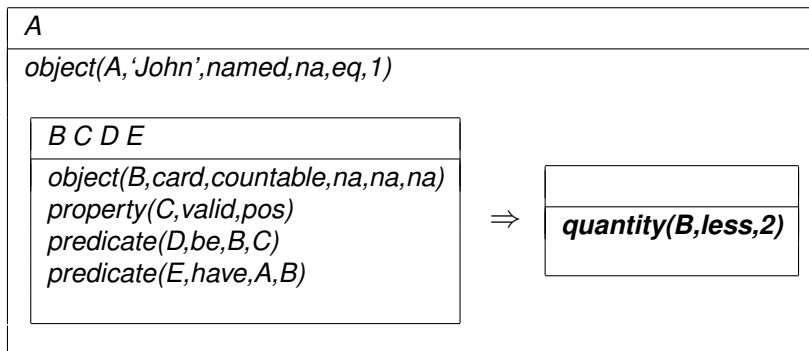 A
object(A,‘John’,named,na,eq,1)
B C D E
object(B,card,countable,na,na,na)
property(C,valid,pos)
predicate(D,be,B,C)
predicate(E,have,A,B)
⇒
quantity(B,less,2)